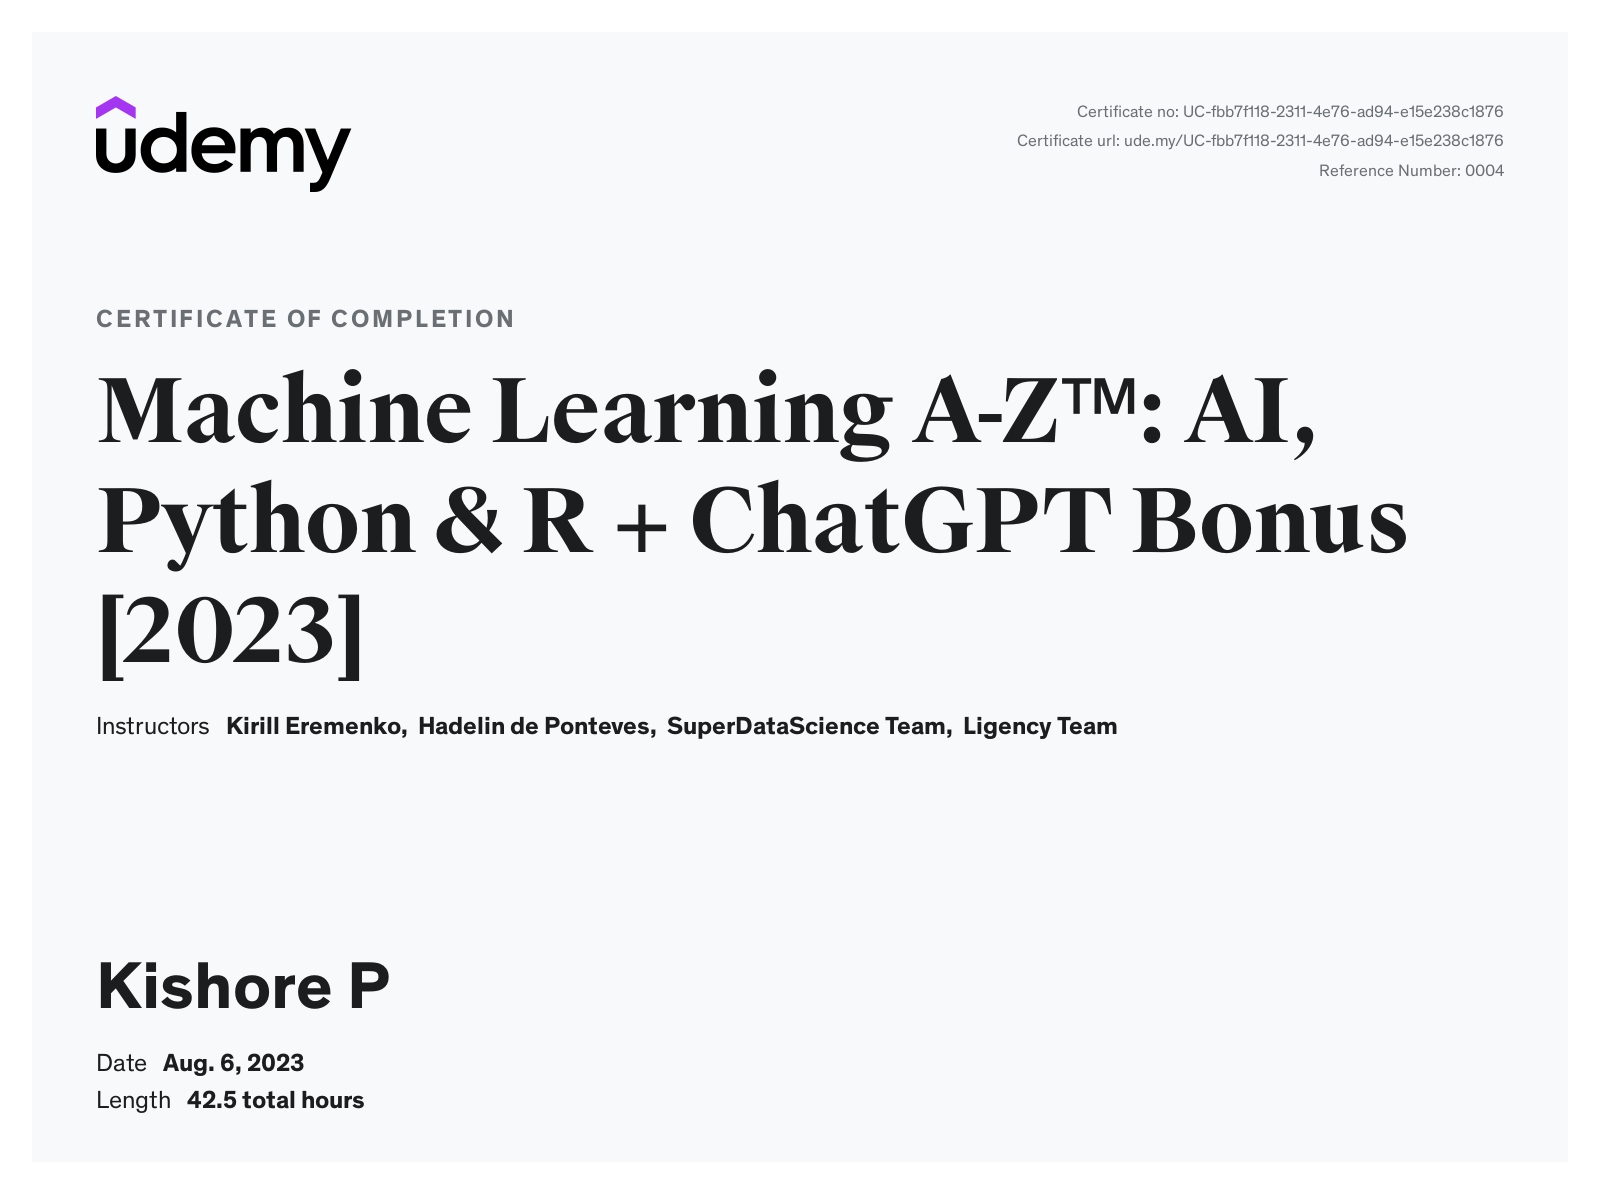 udemy
Certificate no: UC-fbb7f118-2311-4e76-ad94-e15e238c1876
Certificate url: ude.my/UC-fbb7f118-2311-4e76-ad94-e15e238c1876
Reference Number: 0004
CERTIFICATE OF COMPLETION
Machine Learning A-Z™: AI,
Python & R + ChatGPT Bonus
[2023]
Instructors Kirill Eremenko, Hadelin de Ponteves, SuperDataScience Team, Ligency Team
Kishore P
Date Aug. 6, 2023
Length 42.5 total hours